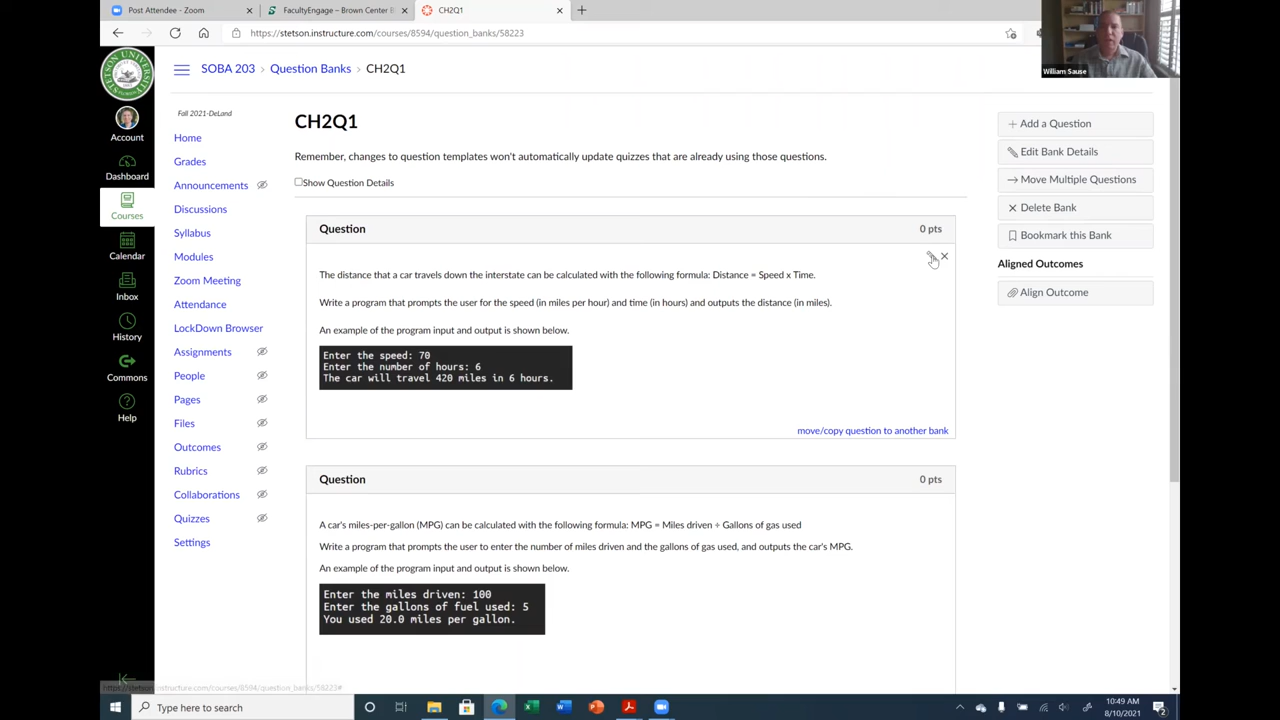 Post Attendee - Zoom
FacultyEngage – Brown Center
CH2Q1
https://stetson.instructure.com/courses/8594/question_banks/58223
William Sause
SOBA 203 > Question Banks > CH2Q1
Account
Dashboard
Courses
Calendar
Inbox
History
Commons
Help
Fall 2021-DeLand
Home
Grades
Announcements
Discussions
Syllabus
Modules
Zoom Meeting
Attendance
LockDown Browser
Assignments
People
Pages
Files
Outcomes
Rubrics
Collaborations
Quizzes
Settings
CH2Q1
Remember, changes to question templates won't automatically update quizzes that are already using those questions.
Show Question Details
Question 0 pts
The distance that a car travels down the interstate can be calculated with the following formula: Distance = Speed x Time.
Write a program that prompts the user for the speed (in miles per hour) and time (in hours) and outputs the distance (in miles).
An example of the program input and output is shown below.
Enter the speed: 70
Enter the number of hours: 6
The car will travel 420 miles in 6 hours.
move/copy question to another bank
Question 0 pts
A car's miles-per-gallon (MPG) can be calculated with the following formula: MPG = Miles driven ÷ Gallons of gas used
Write a program that prompts the user to enter the number of miles driven and the gallons of gas used, and outputs the car's MPG.
An example of the program input and output is shown below.
Enter the miles driven: 100
Enter the gallons of fuel used: 5
You used 20.0 miles per gallon.
+ Add a Question
Edit Bank Details
Move Multiple Questions
Delete Bank
Bookmark this Bank
Aligned Outcomes
Align Outcome
https://stetson.instructure.com/courses/8594/question_banks/58223#
Type here to search
10:49 AM
8/10/2021
2